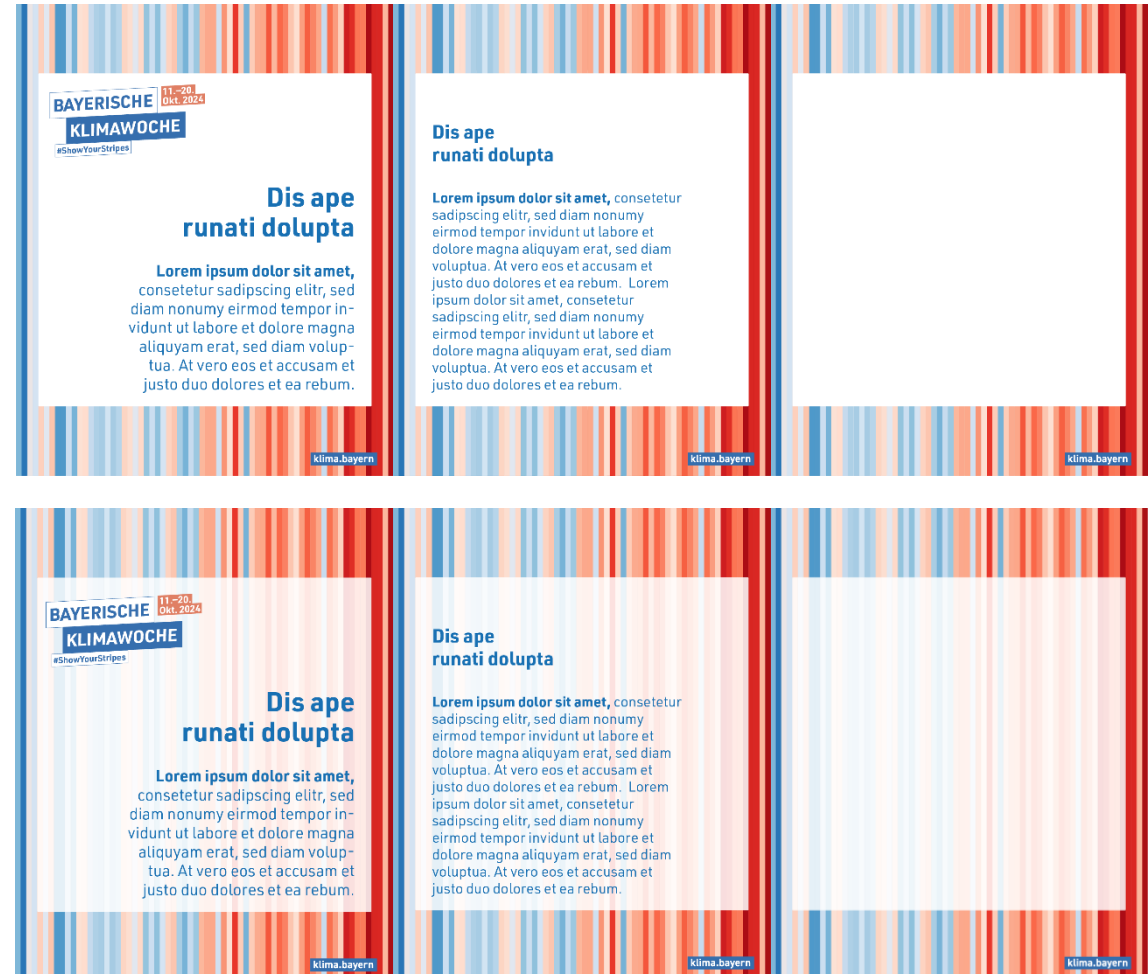 BAYERISCHE
11.–20.
Okt. 2024
KLIMAWOCHE
#ShowYourStripes
Dis ape
runati dolupta
Lorem ipsum dolor sit amet,
consetetur sadipscing elitr, sed
diam nonumy eirmod tempor in-
vidunt ut labore et dolore magna
aliquyam erat, sed diam volup-
tua. At vero eos et accusam et
justo duo dolores et ea rebum.
klima.bayern
Dis ape
runati dolupta
Lorem ipsum dolor sit amet, consetetur
sadipscing elitr, sed diam nonumy
eirmod tempor invidunt ut labore et
dolore magna aliquyam erat, sed diam
voluptua. At vero eos et accusam et
justo duo dolores et ea rebum.  Lorem
ipsum dolor sit amet, consetetur
sadipscing elitr, sed diam nonumy
eirmod tempor invidunt ut labore et
dolore magna aliquyam erat, sed diam
voluptua. At vero eos et accusam et
justo duo dolores et ea rebum.
klima.bayern
klima.bayern
BAYERISCHE
11.–20.
Okt. 2024
KLIMAWOCHE
#ShowYourStripes
Dis ape
runati dolupta
Lorem ipsum dolor sit amet,
consetetur sadipscing elitr, sed
diam nonumy eirmod tempor in-
vidunt ut labore et dolore magna
aliquyam erat, sed diam volup-
tua. At vero eos et accusam et
justo duo dolores et ea rebum.
klima.bayern
Dis ape
runati dolupta
Lorem ipsum dolor sit amet, consetetur
sadipscing elitr, sed diam nonumy
eirmod tempor invidunt ut labore et
dolore magna aliquyam erat, sed diam
voluptua. At vero eos et accusam et
justo duo dolores et ea rebum.  Lorem
ipsum dolor sit amet, consetetur
sadipscing elitr, sed diam nonumy
eirmod tempor invidunt ut labore et
dolore magna aliquyam erat, sed diam
voluptua. At vero eos et accusam et
justo duo dolores et ea rebum.
klima.bayern
klima.bayern